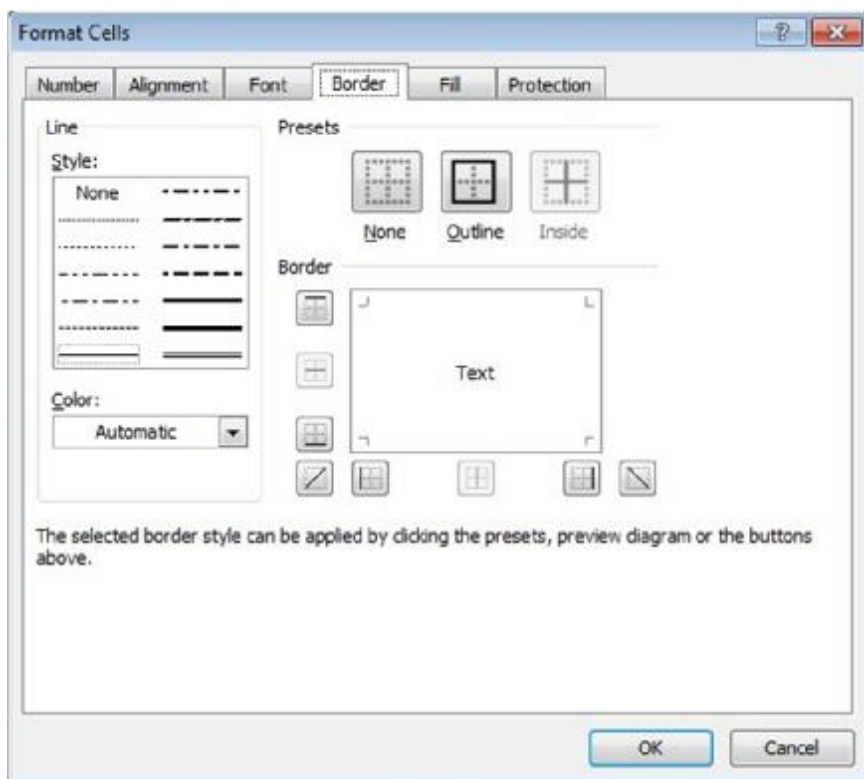 Format Cells
Number Alignment Font Border Fill Protection
Line
Style:
None
Color:
Automatic
Presets
None Outline Inside
Border
Text
The selected border style can be applied by clicking the presets, preview diagram or the buttons
above.
OK Cancel